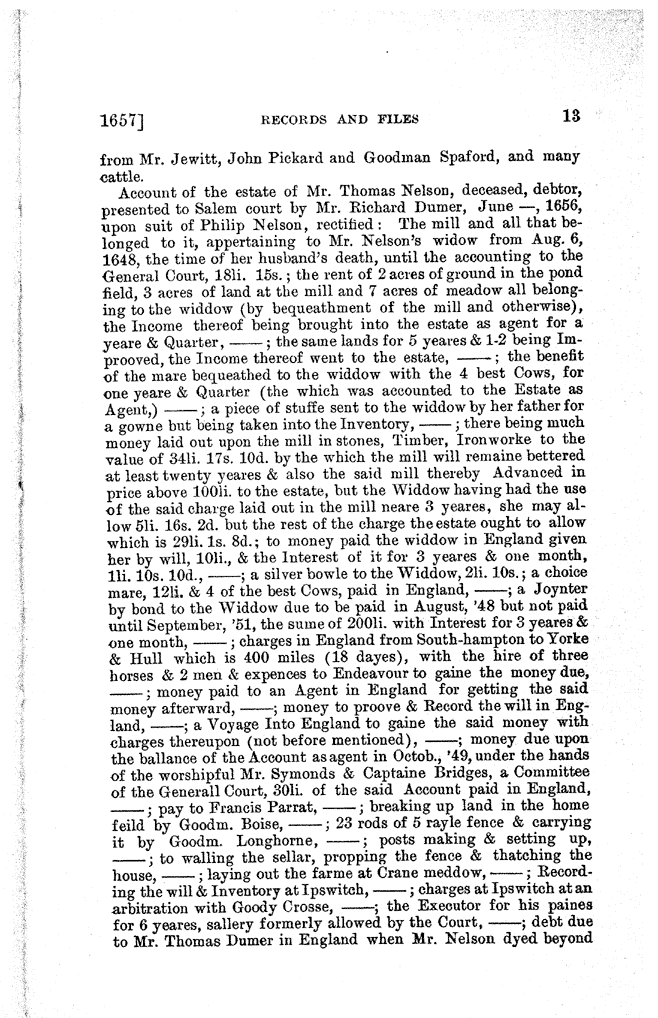 1657] RECORDS AND FILES 13
from Mr. Jewitt, John Pickard and Goodman Spaford, and many
cattle.
Account of the estate of Mr. Thomas Nelson, deceased, debtor,
presented to Salem court by Mr. Richard Dumer, June —, 1656,
upon suit of Philip Nelson, rectified: The mill and all that be-
longed to it, appertaining to Mr. Nelson's widow from Aug. 6,
1648, the time of her husband's death, until the accounting to the
General Court, 18li. 15s.; the rent of 2 acres of ground in the pond
field, 3 acres of land at the mill and 7 acres of meadow all belong-
ing to the widdow (by bequeathment of the mill and otherwise),
the Income thereof being brought into the estate as agent for a
yeare & Quarter, ——; the same lands for 5 yeares & 1-2 being Im-
prooved, the Income thereof went to the estate, ——; the benefit
of the mare bequeathed to the widdow with the 4 best Cows, for
one yeare & Quarter (the which was accounted to the Estate as
Agent,) ——; a piece of stuffe sent to the widdow by her father for
a gowne but being taken into the Inventory, ——; there being much
money laid out upon the mill in stones, Timber, Ironworke to the
value of 34li. 17s. 10d. by the which the mill will remaine bettered
at least twenty yeares & also the said mill thereby Advanced in
price above 100li. to the estate, but the Widdow having had the use
of the said charge laid out in the mill neare 3 yeares, she may al-
low 5li. 16s. 2d. but the rest of the charge the estate ought to allow
which is 29li. 1s. 8d.; to money paid the widdow in England given
her by will, 10li., & the Interest of it for 3 yeares & one month,
1li. 10s. 10d., ——; a silver bowle to the Widdow, 2li. 10s.; a choice
mare, 12li. & 4 of the best Cows, paid in England, ——; a Joynter
by bond to the Widdow due to be paid in August, '48 but not paid
until September, '51, the sume of 200li. with Interest for 3 yeares &
one month, ——; charges in England from South-hampton to Yorke
& Hull which is 400 miles (18 dayes), with the hire of three
horses & 2 men & expences to Endeavour to gaine the money due,
——; money paid to an Agent in England for getting the said
money afterward, ——; money to proove & Record the will in Eng-
land, ——; a Voyage Into England to gaine the said money with
charges thereupon (not before mentioned), ——; money due upon
the ballance of the Account as agent in Octob., '49, under the hands
of the worshipful Mr. Symonds & Captaine Bridges, a Committee
of the Generall Court, 30li. of the said Account paid in England,
——; pay to Francis Parrat, ——; breaking up land in the home
feild by Goodm. Boise, ——; 23 rods of 5 rayle fence & carrying
it by Goodm. Longhorne, ——; posts making & setting up,
——; to walling the sellar, propping the fence & thatching the
house, ——; laying out the farme at Crane meddow, ——; Record-
ing the will & Inventory at Ipswitch, ——; charges at Ipswitch at an
arbitration with Goody Crosse, ——; the Executor for his paines
for 6 yeares, sallery formerly allowed by the Court, ——; debt due
to Mr. Thomas Dumer in England when Mr. Nelson dyed beyond